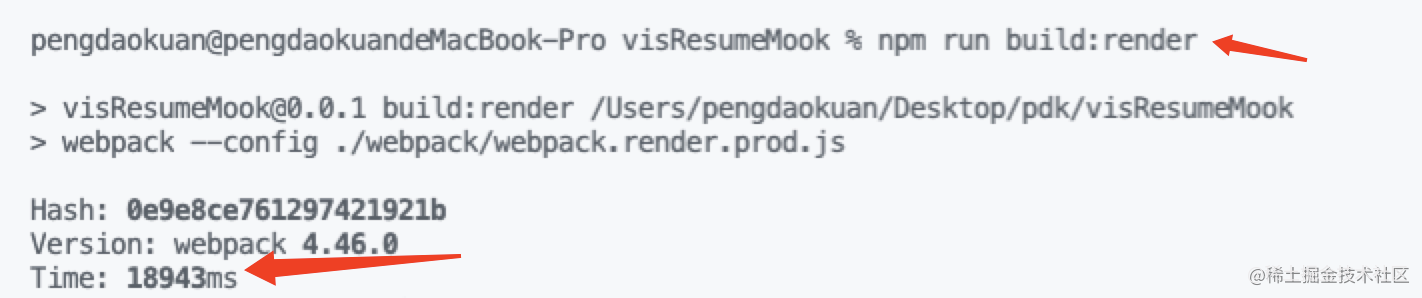 pengdaokuan@pengdaokuandeMacBook-Pro visResumeMook % npm run build:render
> visResumeMook@0.0.1 build:render /Users/pengdaokuan/Desktop/pdk/visResumeMook
> webpack --config ./webpack/webpack.render.prod.js
Hash: 0e9e8ce761297421921b
Version: webpack 4.46.0
Time: 18943ms
@稀土掘金技术社区